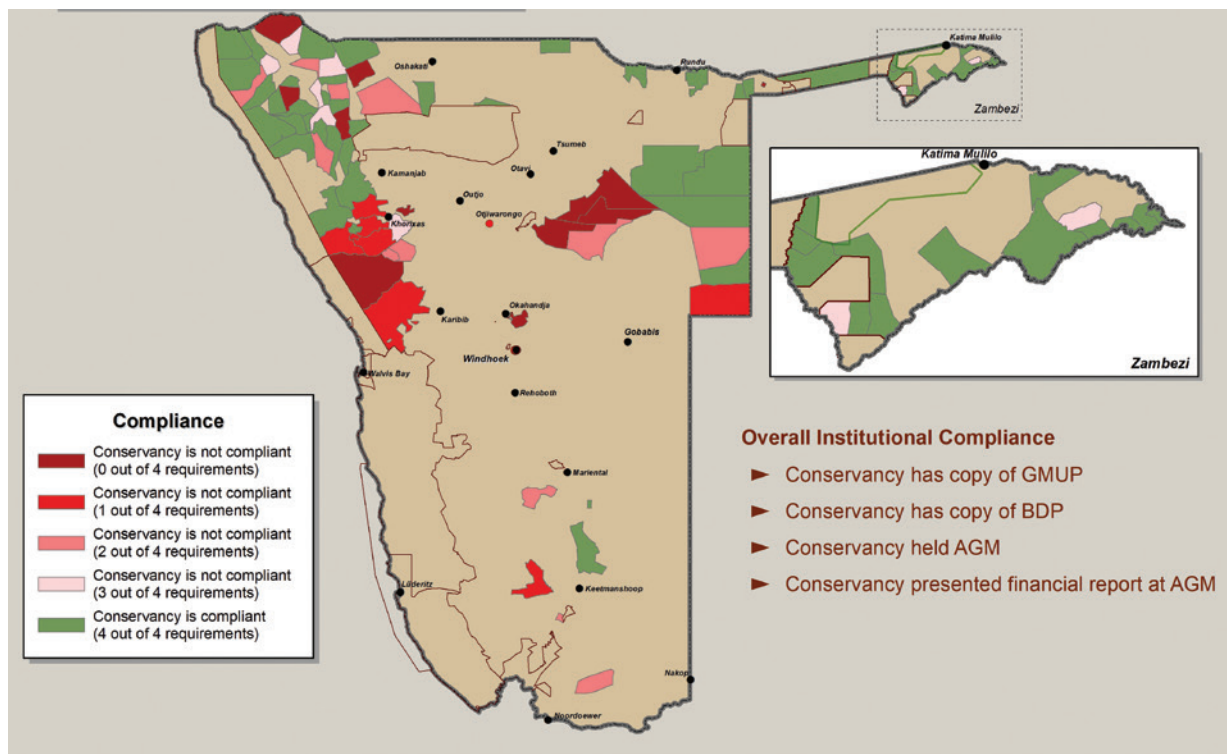 Katima Mulilo
Oshakati
Rundu
Zambezi
Tsumeb
Katima Mulilo
Kamanjab
Otavi
Outjo
Otjiwarongo
Khorixas
Okahandja
Karibib
Gobabis
Windhoek
Zambezi
Walvis Bay
Rehoboth
Compliance
Conservancy is not compliant
(0 out of 4 requirements)
Conservancy is not compliant
(1 out of 4 requirements)
Conservancy is not compliant
(2 out of 4 requirements)
Conservancy is not compliant
(3 out of 4 requirements)
Conservancy is compliant
(4 out of 4 requirements)
Mariental
Lüderitz
Keetmanshoop
Nakop
Noordoewer
Overall Institutional Compliance
► Conservancy has copy of GMUP
► Conservancy has copy of BDP
► Conservancy held AGM
► Conservancy presented financial report at AGM